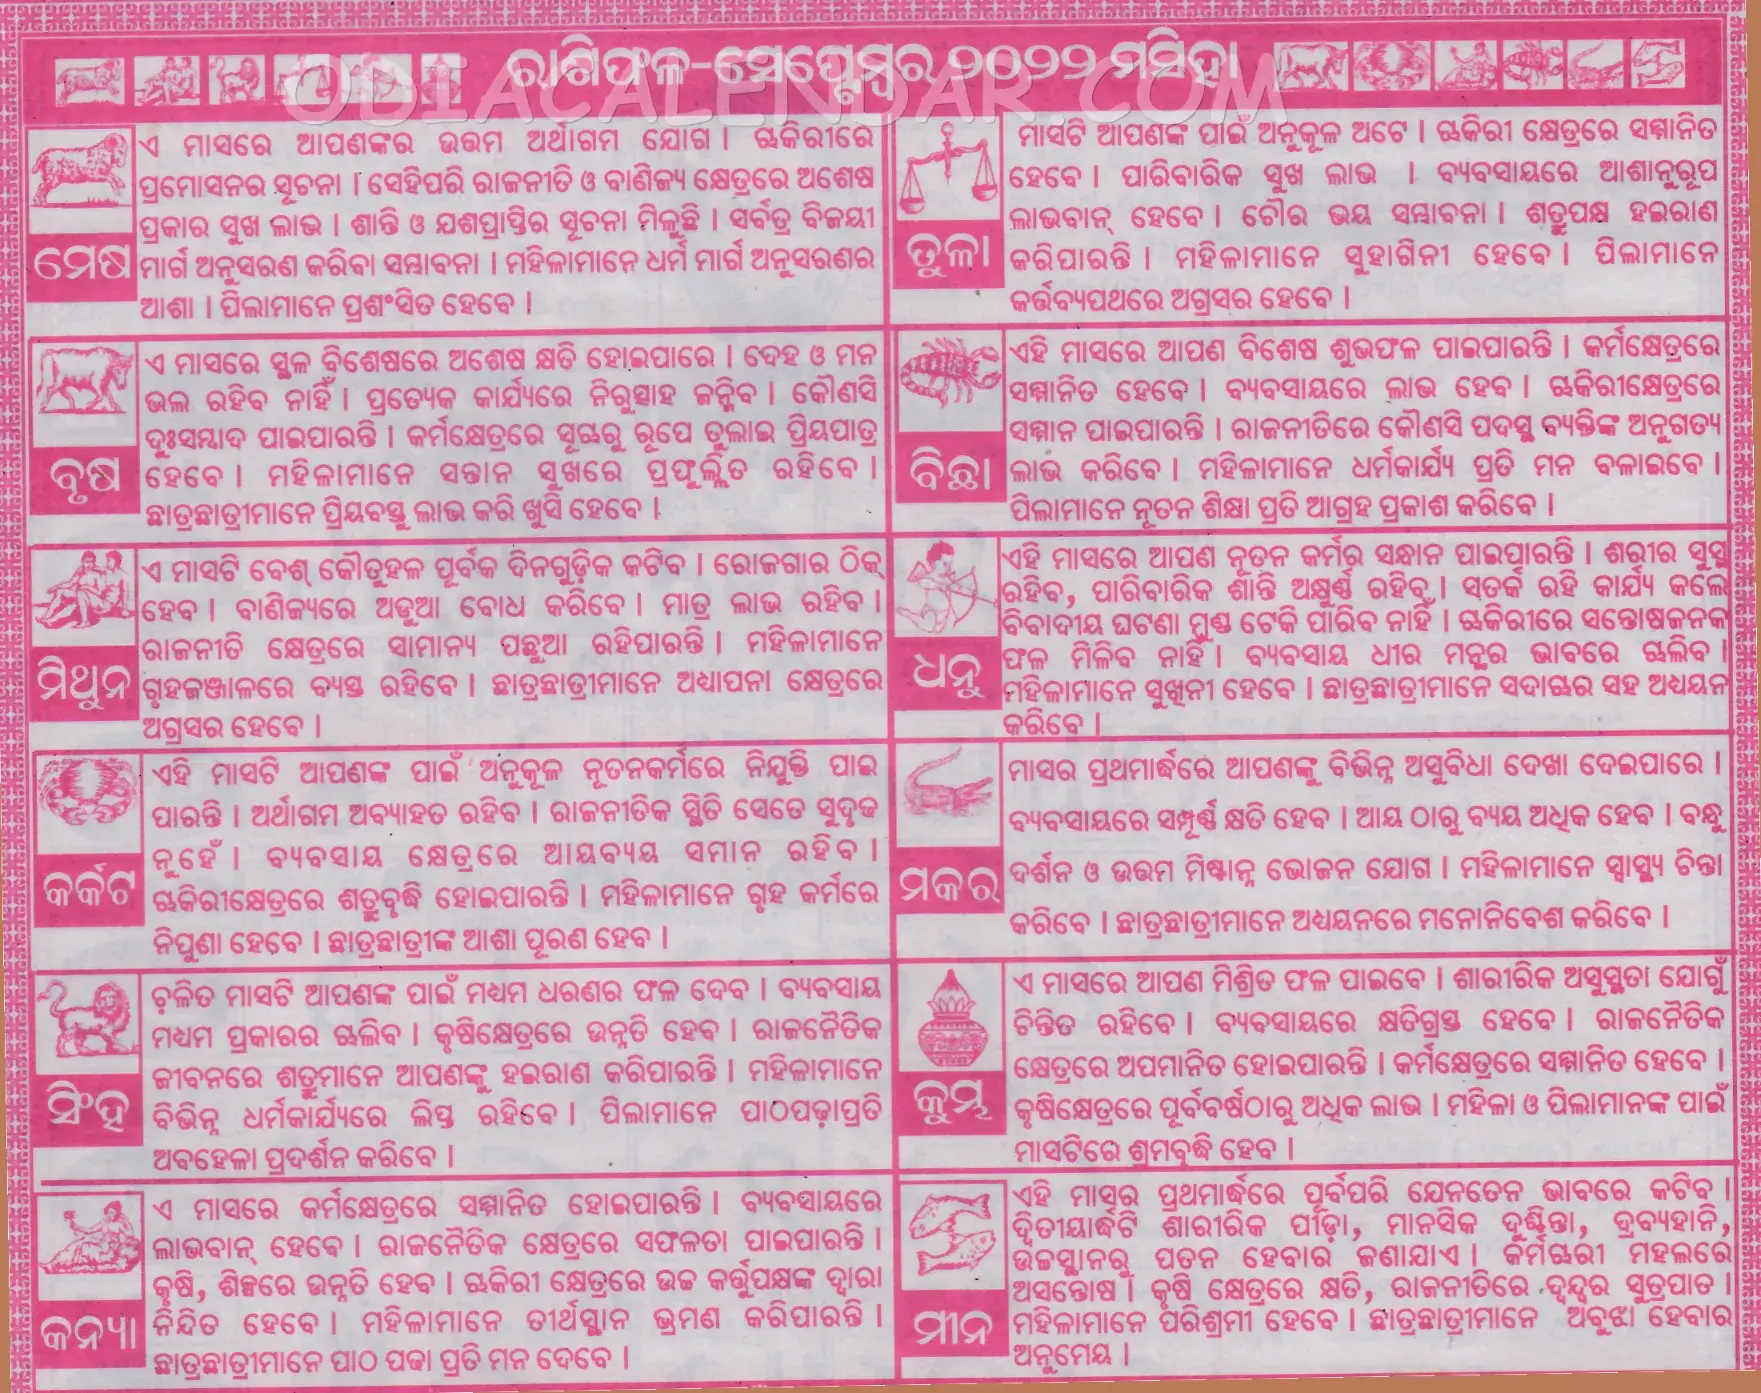 ରାଶିଫଳ-ସେପ୍ଟେମ୍ବର ୨୦୨୨ ମସିହା
ODIACALENDAR.COM
ମେଷ
ଏ ମାସରେ ଆପଣଙ୍କର ଉତ୍ତମ ଅର୍ଥାଗମ ଯୋଗ । ଚାକିରୀରେ
ପ୍ରମୋସନର ସୂଚନା । ସେହିପରି ରାଜନୀତି ଓ ବାଣିଜ୍ୟ କ୍ଷେତ୍ରରେ ଅଶେଷ
ପ୍ରକାର ସୁଖ ଲାଭ । ଶାନ୍ତି ଓ ଯଶପ୍ରାପ୍ତିର ସୂଚନା ମିଳୁଛି । ସର୍ବତ୍ର ବିଜୟୀ
ମାର୍ଗ ଅନୁସରଣ କରିବା ସମ୍ଭାବନା । ମହିଳାମାନେ ଧର୍ମ ମାର୍ଗ ଅନୁସରଣର
ଆଶା । ପିଲାମାନେ ପ୍ରଶଂସିତ ହେବେ ।
ବୃଷ
ଏ ମାସରେ ସ୍ଥଳ ବିଶେଷରେ ଅଶେଷ କ୍ଷତି ହୋଇପାରେ । ଦେହ ଓ ମନ
ଭଲ ରହିବ ନାହିଁ । ପ୍ରତ୍ୟେକ କାର୍ଯ୍ୟରେ ନିରୁତ୍ସାହ ଜନ୍ମିବ । କୌଣସି
ଦୁଃସମ୍ବାଦ ପାଇପାରନ୍ତି । କର୍ମକ୍ଷେତ୍ରରେ ସୂଚାରୁ ରୂପେ ତୁଲାଇ ପ୍ରିୟପାତ୍ର
ହେବେ । ମହିଳାମାନେ ସନ୍ତାନ ସୁଖରେ ପ୍ରଫୁଲ୍ଲିତ ରହିବେ ।
ଛାତ୍ରଛାତ୍ରୀମାନେ ପ୍ରିୟବସ୍ତୁ ଲାଭ କରି ଖୁସି ହେବେ ।
ମିଥୁନ
ଏ ମାସଟି ବେଶ୍ କୌତୁହଳ ପୂର୍ବକ ଦିନଗୁଡ଼ିକ କଟିବ । ରୋଜଗାର ଠିକ୍
ହେବ । ବାଣିଜ୍ୟରେ ଅଡୁଆ ବୋଧ କରିବେ । ମାତ୍ର ଲାଭ ରହିବ ।
ରାଜନୀତି କ୍ଷେତ୍ରରେ ସାମାନ୍ୟ ପଛୁଆ ରହିପାରନ୍ତି । ମହିଳାମାନେ
ଗୃହଜଞ୍ଜାଳରେ ବ୍ୟସ୍ତ ରହିବେ । ଛାତ୍ରଛାତ୍ରୀମାନେ ଅଧ୍ୟାପନା କ୍ଷେତ୍ରରେ
ଅଗ୍ରସର ହେବେ ।
କର୍କଟ
ଏହି ମାସଟି ଆପଣଙ୍କ ପାଇଁ ଅନୁକୂଳ ନୂତନକର୍ମରେ ନିଯୁକ୍ତି ପାଇ
ପାରନ୍ତି । ଅର୍ଥାଗମ ଅବ୍ୟାହତ ରହିବ । ରାଜନୀତିକ ସ୍ଥିତି ସେତେ ସୁଦୃଢ
ନୁହେଁ । ବ୍ୟବସାୟ କ୍ଷେତ୍ରରେ ଆୟବ୍ୟୟ ସମାନ ରହିବ ।
ଚାକିରୀକ୍ଷେତ୍ରରେ ଶତ୍ରୁବୃଦ୍ଧି ହୋଇପାରନ୍ତି । ମହିଳାମାନେ ଗୃହ କର୍ମରେ
ନିପୁଣା ହେବେ । ଛାତ୍ରଛାତ୍ରୀଙ୍କ ଆଶା ପୂରଣ ହେବ ।
ସିଂହ
ଚଳିତ ମାସଟି ଆପଣଙ୍କ ପାଇଁ ମଧ୍ୟମ ଧରଣର ଫଳ ଦେବ । ବ୍ୟବସାୟ
ମଧ୍ୟମ ପ୍ରକାରର ଚାଲିବ । କୃଷିକ୍ଷେତ୍ରରେ ଉନ୍ନତି ହେବ । ରାଜନୈତିକ
ଜୀବନରେ ଶତ୍ରୁମାନେ ଆପଣଙ୍କୁ ହଇରାଣ କରିପାରନ୍ତି । ମହିଳାମାନେ
ବିଭିନ୍ନ ଧର୍ମକାର୍ଯ୍ୟରେ ଲିପ୍ତ ରହିବେ । ପିଲାମାନେ ପାଠପଢ଼ାପ୍ରତି
ଅବହେଳା ପ୍ରଦର୍ଶନ କରିବେ ।
କନ୍ୟା
ଏ ମାସରେ କର୍ମକ୍ଷେତ୍ରରେ ସମ୍ମାନିତ ହୋଇପାରନ୍ତି । ବ୍ୟବସାୟରେ
ଲାଭବାନ୍ ହେବେ । ରାଜନୈତିକ କ୍ଷେତ୍ରରେ ସଫଳତା ପାଇପାରନ୍ତି ।
କୃଷି, ଶିଳ୍ପରେ ଉନ୍ନତି ହେବ । ଚାକିରୀ କ୍ଷେତ୍ରରେ ଉଚ୍ଚ କର୍ତ୍ତୃପକ୍ଷଙ୍କ ଦ୍ୱାରା
ନିନ୍ଦିତ ହେବେ । ମହିଳାମାନେ ତୀର୍ଥସ୍ଥାନ ଭ୍ରମଣ କରିପାରନ୍ତି ।
ଛାତ୍ରଛାତ୍ରୀମାନେ ପାଠ ପଢା ପ୍ରତି ମନ ଦେବେ ।
ତୁଳା
ମାସଟି ଆପଣଙ୍କ ପାଇଁ ଅନୁକୂଳ ଅଟେ । ଚାକିରୀ କ୍ଷେତ୍ରରେ ସମ୍ମାନିତ
ହେବେ । ପାରିବାରିକ ସୁଖ ଲାଭ । ବ୍ୟବସାୟରେ ଆଶାନୁରୂପ
ଲାଭବାନ୍ ହେବେ । ଚୌର ଭୟ ସମ୍ଭାବନା । ଶତ୍ରୁପକ୍ଷ ହଇରାଣ
କରିପାରନ୍ତି । ମହିଳାମାନେ ସୁହାଗିନୀ ହେବେ । ପିଲାମାନେ
କର୍ତ୍ତବ୍ୟପଥରେ ଅଗ୍ରସର ହେବେ ।
ବିଛା
ଏହି ମାସରେ ଆପଣ ବିଶେଷ ଶୁଭଫଳ ପାଇପାରନ୍ତି । କର୍ମକ୍ଷେତ୍ରରେ
ସମ୍ମାନିତ ହେବେ । ବ୍ୟବସାୟରେ ଲାଭ ହେବ । ଚାକିରୀକ୍ଷେତ୍ରରେ
ସମ୍ମାନ ପାଇପାରନ୍ତି । ରାଜନୀତିରେ କୌଣସି ପଦସ୍ଥ ବ୍ୟକ୍ତିଙ୍କ ଅନୁଗତ୍ୟ
ଲାଭ କରିବେ । ମହିଳାମାନେ ଧର୍ମକାର୍ଯ୍ୟ ପ୍ରତି ମନ ବଳାଇବେ ।
ପିଲାମାନେ ନୂତନ ଶିକ୍ଷା ପ୍ରତି ଆଗ୍ରହ ପ୍ରକାଶ କରିବେ ।
ଧନୁ
ଏହି ମାସରେ ଆପଣ ନୂତନ କର୍ମର ସନ୍ଧାନ ପାଇପାରନ୍ତି । ଶରୀର ସୁସ୍ଥ
ରହିବ, ପାରିବାରିକ ଶାନ୍ତି ଅକ୍ଷୁର୍ଣ୍ଣ ରହିବ । ସତର୍କ ରହି କାର୍ଯ୍ୟ କଲେ
ବିବାଦୀୟ ଘଟଣା ମୁଣ୍ଡ ଟେକି ପାରିବ ନାହିଁ । ଚାକିରୀରେ ସନ୍ତୋଷଜନକ
ଫଳ ମିଳିବ ନାହିଁ । ବ୍ୟବସାୟ ଧୀର ମନ୍ଥର ଭାବରେ ଚାଲିବ ।
ମହିଳାମାନେ ସୁଖିନୀ ହେବେ । ଛାତ୍ରଛାତ୍ରୀମାନେ ସଦାଚାର ସହ ଅଧ୍ୟୟନ
କରିବେ ।
ମକର
ମାସର ପ୍ରଥମାର୍ଦ୍ଧରେ ଆପଣଙ୍କୁ ବିଭିନ୍ନ ଅସୁବିଧା ଦେଖା ଦେଇପାରେ ।
ବ୍ୟବସାୟରେ ସମ୍ପୂର୍ଣ୍ଣ କ୍ଷତି ହେବ । ଆୟ ଠାରୁ ବ୍ୟୟ ଅଧିକ ହେବ । ବନ୍ଧୁ
ଦର୍ଶନ ଓ ଉତ୍ତମ ମିଷ୍ଟାନ୍ନ ଭୋଜନ ଯୋଗ । ମହିଳାମାନେ ସ୍ୱାସ୍ଥ୍ୟ ଚିନ୍ତା
କରିବେ । ଛାତ୍ରଛାତ୍ରୀମାନେ ଅଧ୍ୟୟନରେ ମନୋନିବେଶ କରିବେ ।
କୁମ୍ଭ
ଏ ମାସରେ ଆପଣ ମିଶ୍ରିତ ଫଳ ପାଇବେ । ଶାରୀରିକ ଅସୁସ୍ଥତା ଯୋଗୁଁ
ଚିନ୍ତିତ ରହିବେ । ବ୍ୟବସାୟରେ କ୍ଷତିଗ୍ରସ୍ତ ହେବେ । ରାଜନୈତିକ
କ୍ଷେତ୍ରରେ ଅପମାନିତ ହୋଇପାରନ୍ତି । କର୍ମକ୍ଷେତ୍ରରେ ସମ୍ମାନିତ ହେବେ ।
କୃଷିକ୍ଷେତ୍ରରେ ପୂର୍ବବର୍ଷଠାରୁ ଅଧିକ ଲାଭ । ମହିଳା ଓ ପିଲାମାନଙ୍କ ପାଇଁ
ମାସଟିରେ ଶ୍ରମବୃଦ୍ଧି ହେବ ।
ମୀନ
ଏହି ମାସର ପ୍ରଥମାର୍ଦ୍ଧରେ ପୂର୍ବପରି ଯେନତେନ ଭାବରେ କଟିବ ।
ଦ୍ୱିତୀୟାର୍ଦ୍ଧଟି ଶାରୀରିକ ପୀଡ଼ା, ମାନସିକ ଦୁଶ୍ଚିନ୍ତା, ଦ୍ରବ୍ୟହାନି,
ଉଚ୍ଚସ୍ଥାନରୁ ପତନ ହେବାର ଜଣାଯାଏ । କର୍ମଚାରୀ ମହଲରେ
ଅସନ୍ତୋଷ । କୃଷି କ୍ଷେତ୍ରରେ କ୍ଷତି, ରାଜନୀତିରେ ଦ୍ୱନ୍ଦ୍ୱର ସୁତ୍ରପାତ ।
ମହିଳାମାନେ ପରିଶ୍ରମୀ ହେବେ । ଛାତ୍ରଛାତ୍ରୀମାନେ ଅବୁଝା ହେବାର
ଅନୁମେୟ ।